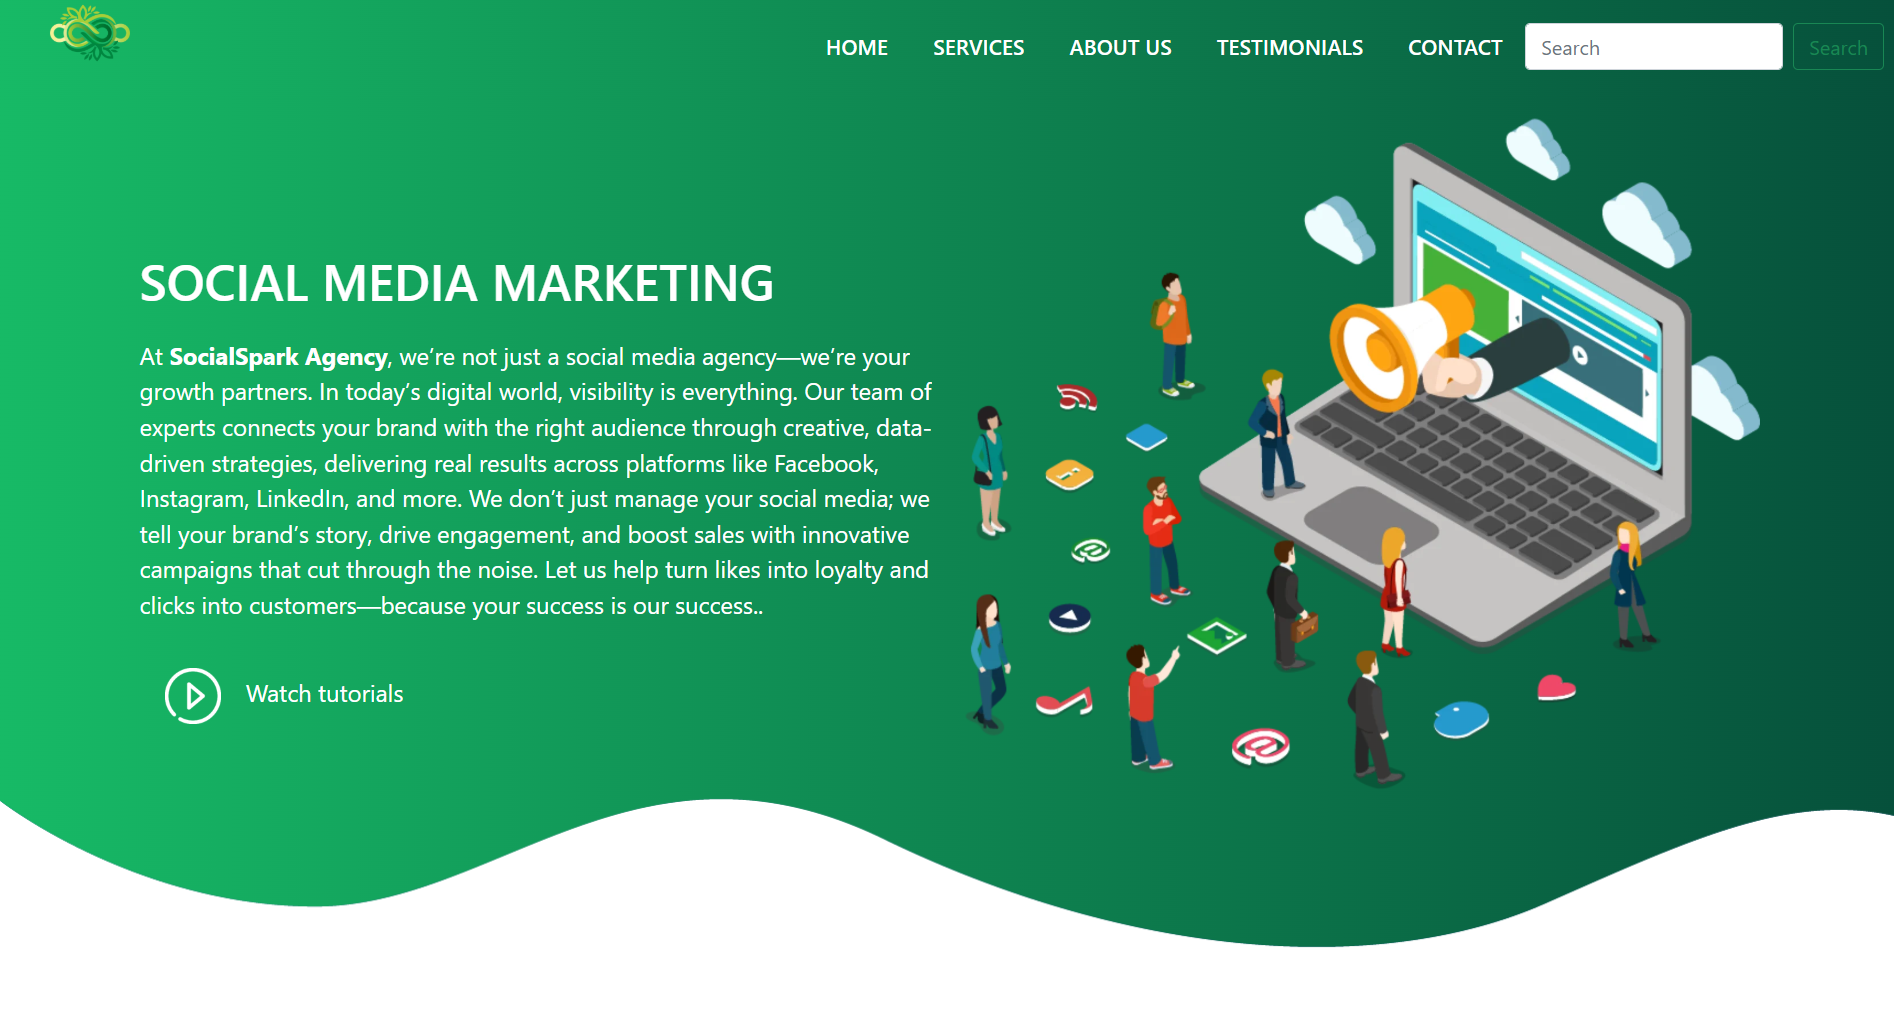 HOME SERVICES ABOUT US TESTIMONIALS CONTACT Search Search
SOCIAL MEDIA MARKETING
At SocialSpark Agency, we’re not just a social media agency—we’re your
growth partners. In today’s digital world, visibility is everything. Our team of
experts connects your brand with the right audience through creative, data-
driven strategies, delivering real results across platforms like Facebook,
Instagram, LinkedIn, and more. We don’t just manage your social media; we
tell your brand’s story, drive engagement, and boost sales with innovative
campaigns that cut through the noise. Let us help turn likes into loyalty and
clicks into customers—because your success is our success..
Watch tutorials